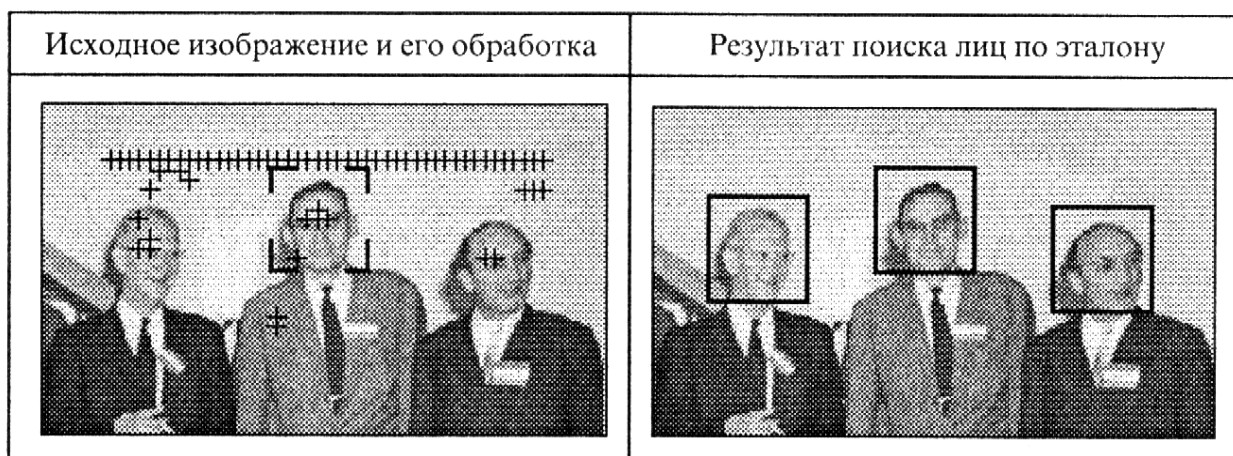 Исходное изображение и его обработка
Результат поиска лиц по эталону